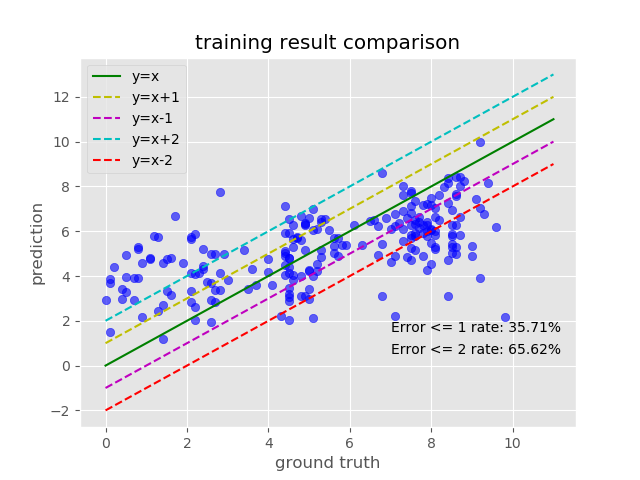 training result comparison
y=x
y=x+1
y=x-1
y=x+2
y=x-2
12
10
8
6
4
2
0
−2
prediction
Error <= 1 rate: 35.71%
Error <= 2 rate: 65.62%
0 2 4 6 8 10
ground truth